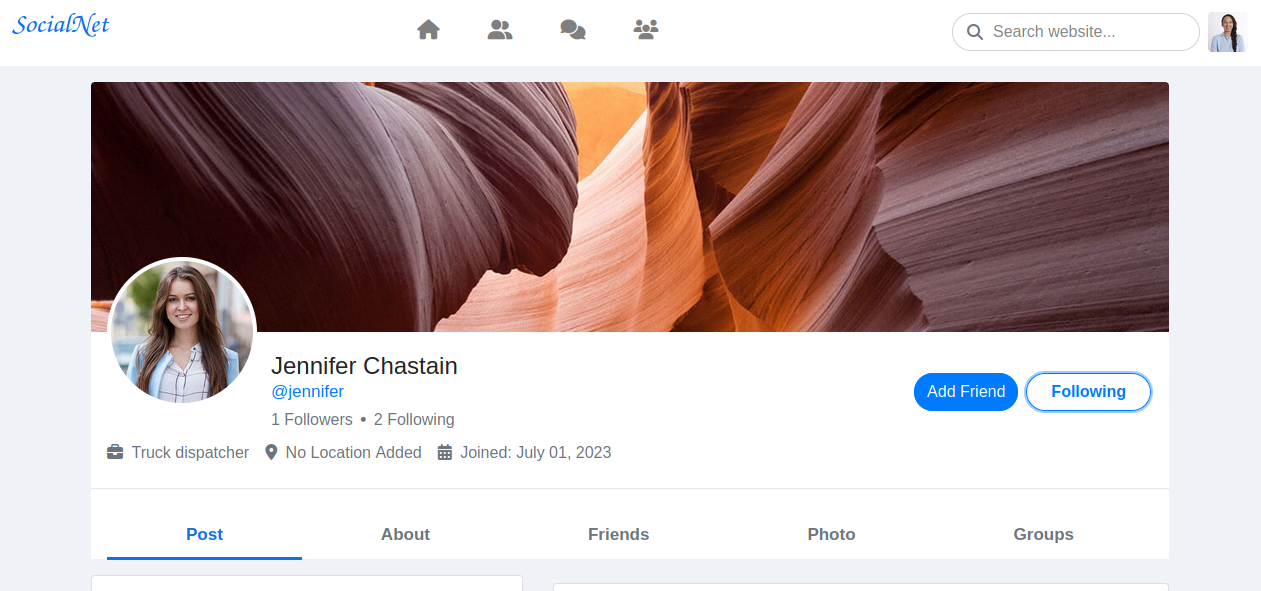 SocialNet
Search website...
Jennifer Chastain
@jennifer
1 Followers • 2 Following
Add Friend
Following
Truck dispatcher No Location Added Joined: July 01, 2023
Post About Friends Photo Groups